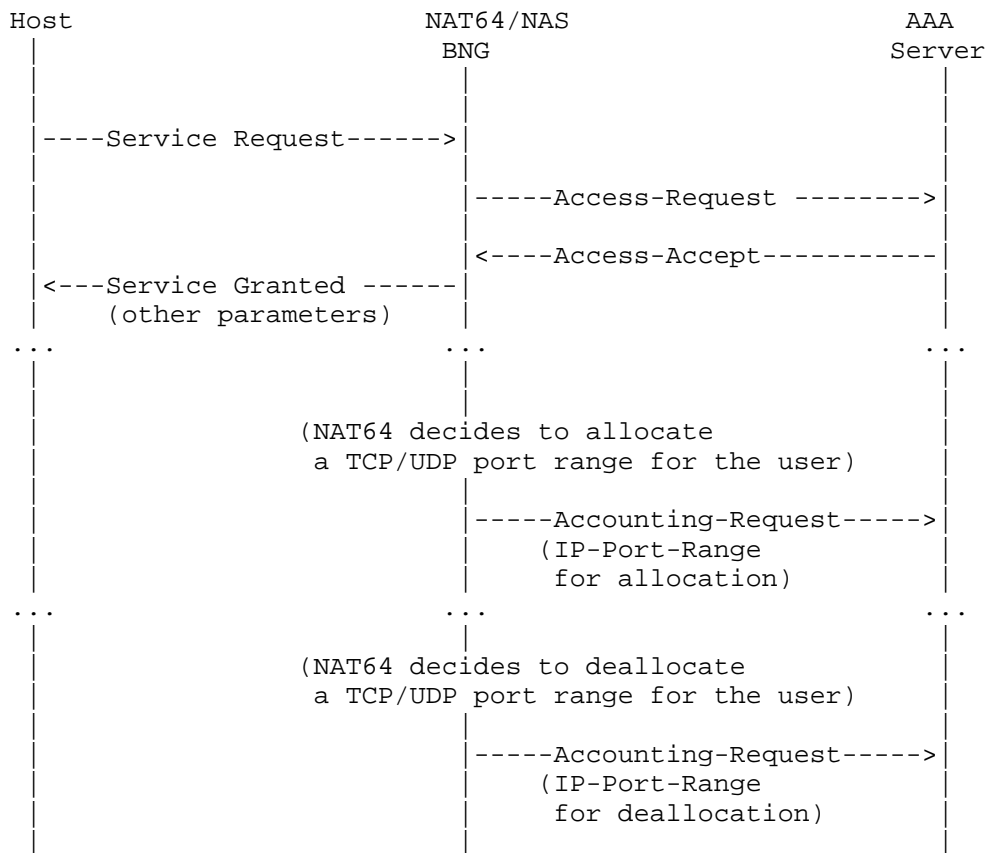 Host NAT64/NAS AAA
BNG Server
----Service Request------>
-----Access-Request -------->
<----Access-Accept-----------
<---Service Granted ------
(other parameters)
... ... ...
(NAT64 decides to allocate
a TCP/UDP port range for the user)
-----Accounting-Request----->
(IP-Port-Range
for allocation)
... ... ...
(NAT64 decides to deallocate
a TCP/UDP port range for the user)
-----Accounting-Request----->
(IP-Port-Range
for deallocation)